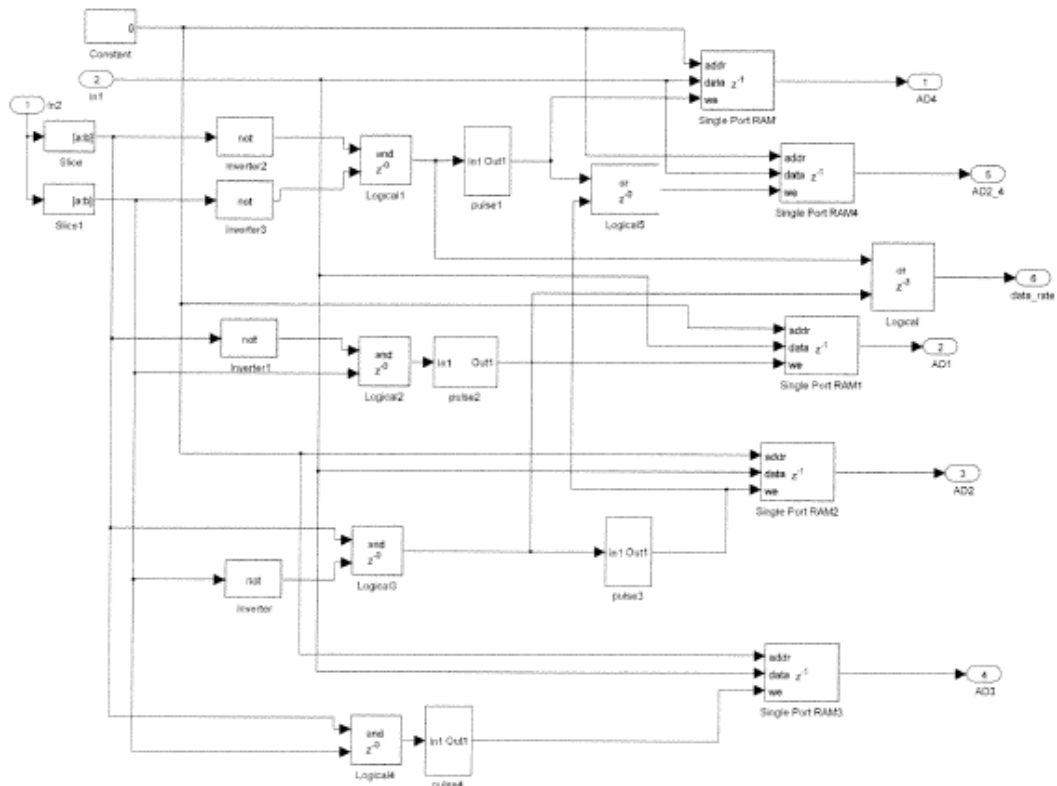 0
Constant
2
In1
1
In2
[a:b]
Slice
[a:b]
Slice1
not
Inverter2
not
Inverter3
and
z⁻⁰
Logical1
In1 Out1
pulse1
or
z⁻⁰
Logical5
addr
data z⁻¹
we
Single Port RAM
1
AD4
addr
data z⁻¹
we
Single Port RAM4
5
AD2_4
or
z⁻³
Logical
6
data_rate
not
Inverter1
and
z⁻⁰
Logical2
In1 Out1
pulse2
addr
data z⁻¹
we
Single Port RAM1
2
AD1
addr
data z⁻¹
we
Single Port RAM2
3
AD2
not
Inverter
and
z⁻⁰
Logical3
In1 Out1
pulse3
addr
data z⁻¹
we
Single Port RAM3
4
AD3
and
z⁻⁰
Logical4
In1 Out1
pulse4